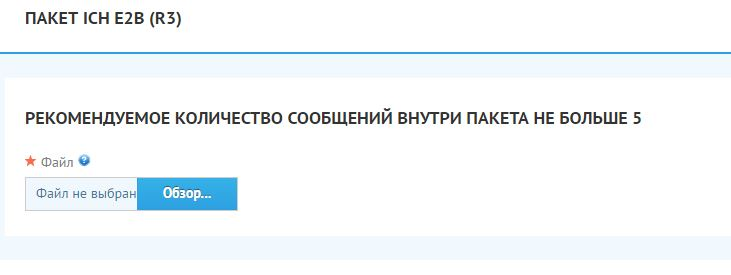 ПАКЕТ ICH E2B (R3)
РЕКОМЕНДУЕМОЕ КОЛИЧЕСТВО СООБЩЕНИЙ ВНУТРИ ПАКЕТА НЕ БОЛЬШЕ 5
★ Файл ?
Файл не выбран Обзор...